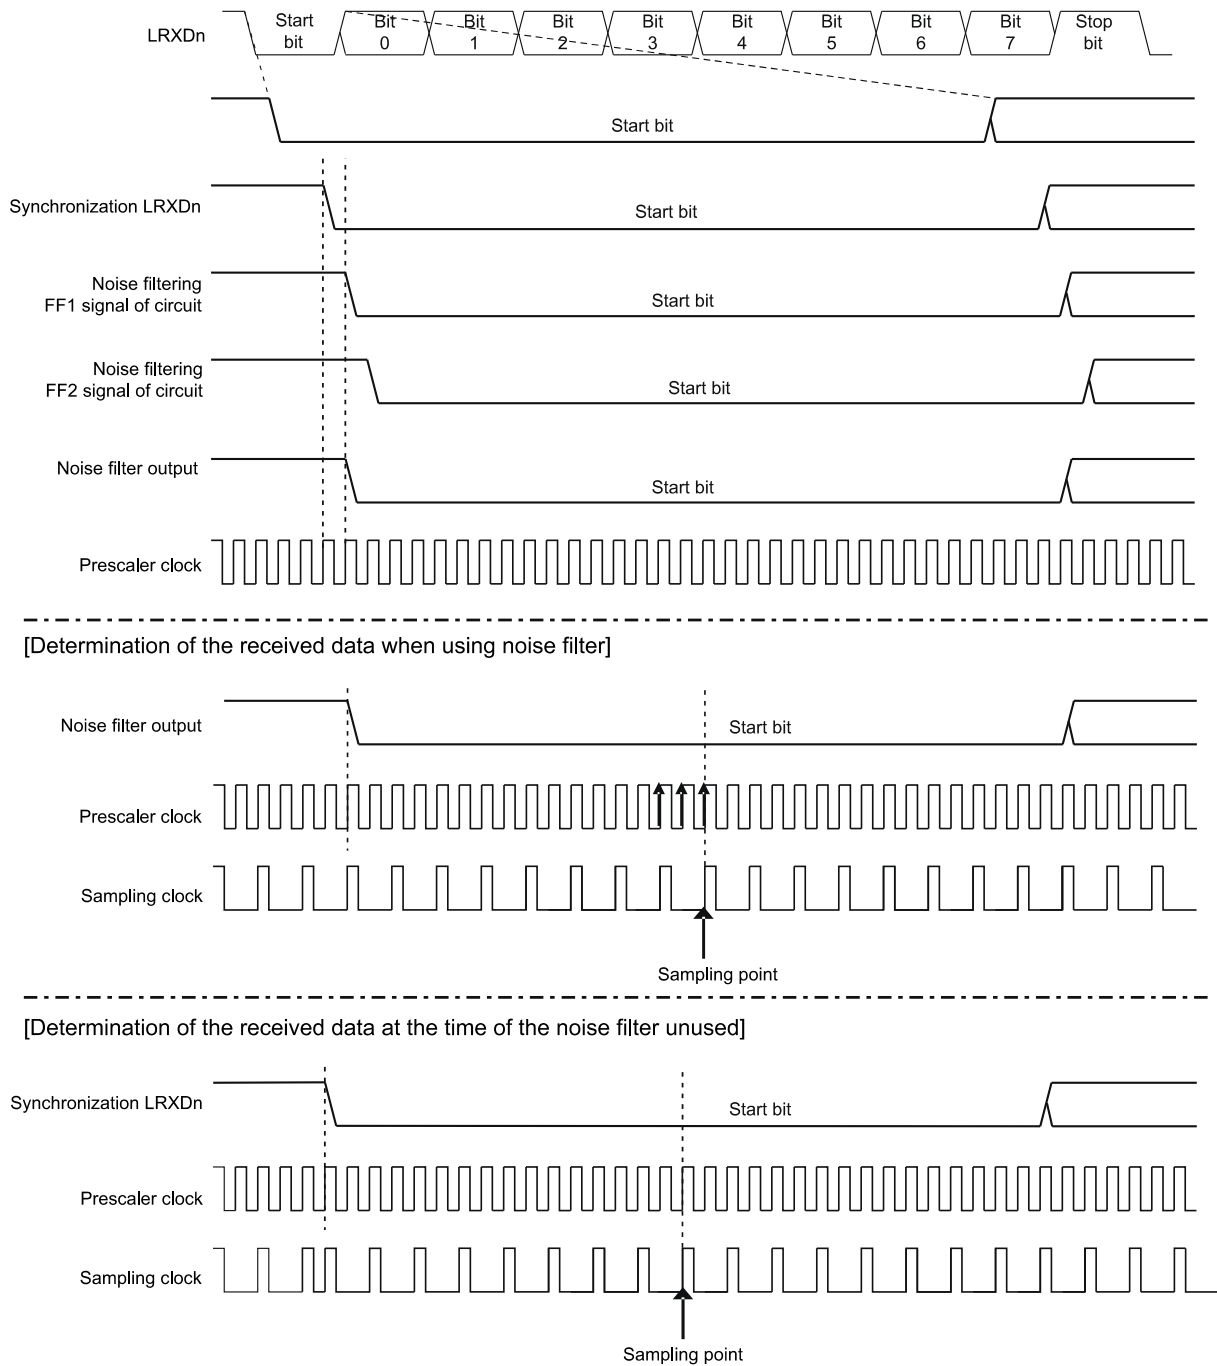 LRXDn
Start bit
Bit 0
Bit 1
Bit 2
Bit 3
Bit 4
Bit 5
Bit 6
Bit 7
Stop bit
Start bit
Synchronization LRXDn
Start bit
Noise filtering
FF1 signal of circuit
Start bit
Noise filtering
FF2 signal of circuit
Start bit
Noise filter output
Start bit
Prescaler clock
[Determination of the received data when using noise filter]
Noise filter output
Start bit
Prescaler clock
Sampling clock
Sampling point
[Determination of the received data at the time of the noise filter unused]
Synchronization LRXDn
Start bit
Prescaler clock
Sampling clock
Sampling point